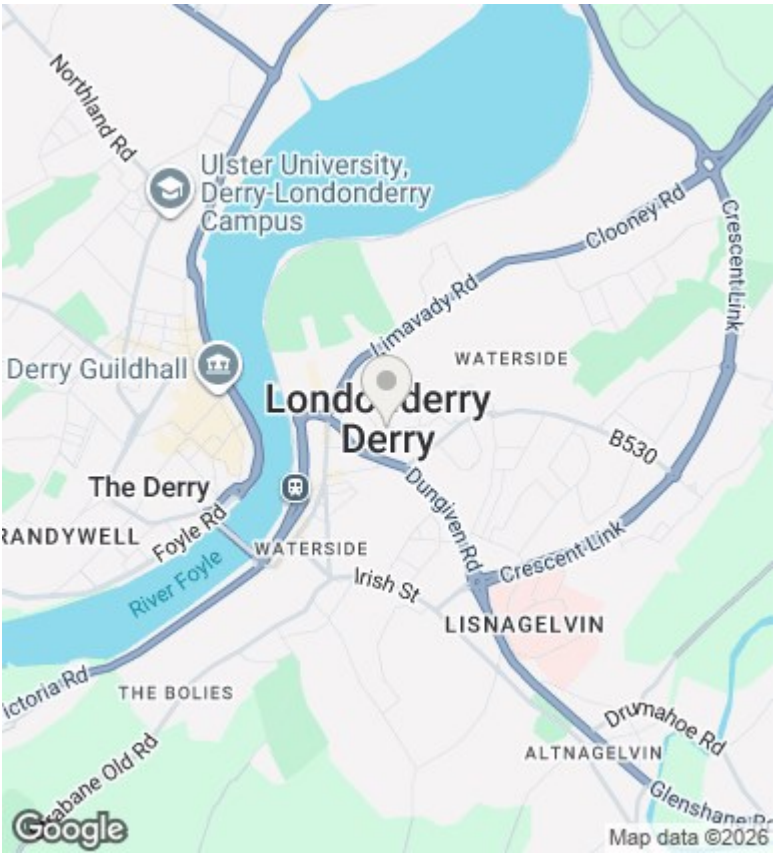 Northland Rd
Ulster University,
Derry-Londonderry
Campus
Clooney Rd
Crescent Link
Limavady Rd
WATERSIDE
Derry Guildhall
Londonderry
Derry
B530
The Derry
Dungiven Rd
RANDYWELL
Foyle Rd
WATERSIDE
Crescent Link
River Foyle
Irish St
LISNAGELVIN
ictoria Rd
THE BOLIES
Drumahoe Rd
ALTNAGELVIN
rabane Old Rd
Glenshane Rd
Google
Map data ©2026